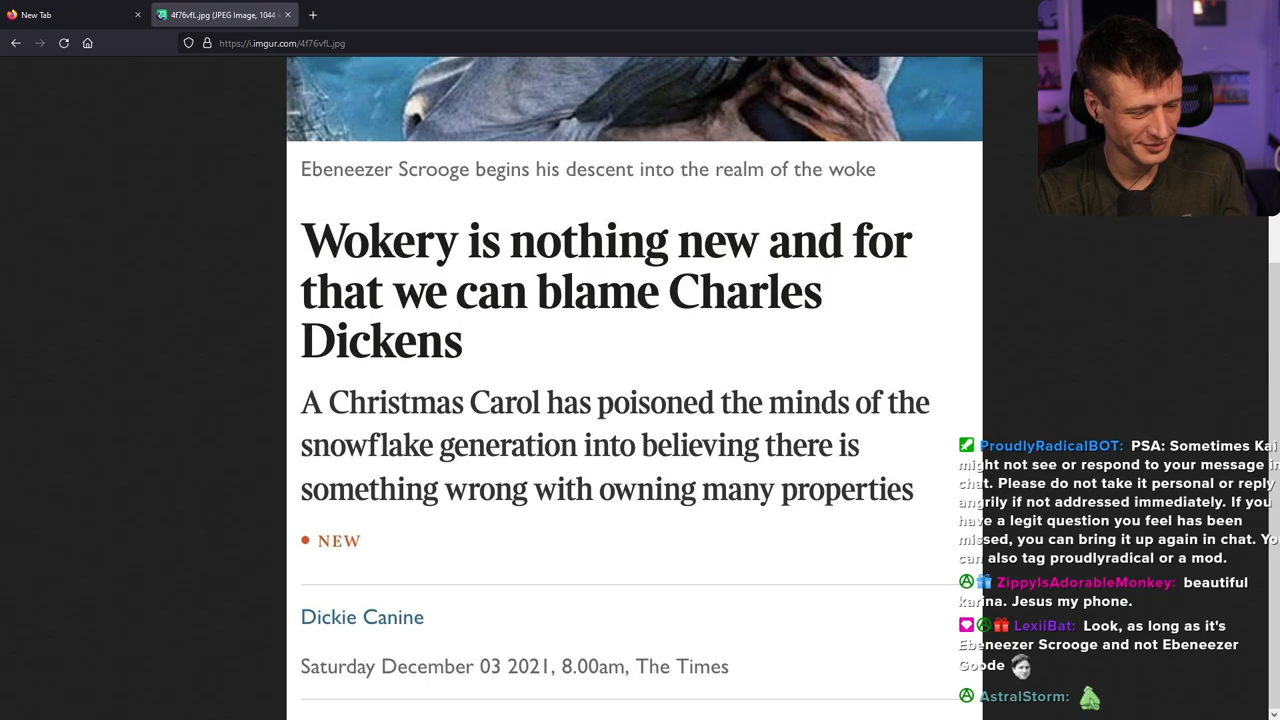 New Tab
4f76vfL.jpg (JPEG Image, 1044
https://i.imgur.com/4f76vfL.jpg
Ebeneezer Scrooge begins his descent into the realm of the woke
Wokery is nothing new and for
that we can blame Charles
Dickens
A Christmas Carol has poisoned the minds of the
snowflake generation into believing there is
something wrong with owning many properties
• NEW
Dickie Canine
Saturday December 03 2021, 8.00am, The Times
ProudlyRadicalBOT: PSA: Sometimes Kai
might not see or respond to your message in
chat. Please do not take it personal or reply
angrily if not addressed immediately. If you
have a legit question you feel has been
missed, you can bring it up again in chat. Yo
can also tag proudlyradical or a mod.
ZippyIsAdorableMonkey: beautiful
karina. Jesus my phone.
LexiiBat: Look, as long as it's
Ebeneezer Scrooge and not Ebeneezer
Goode
AstralStorm: